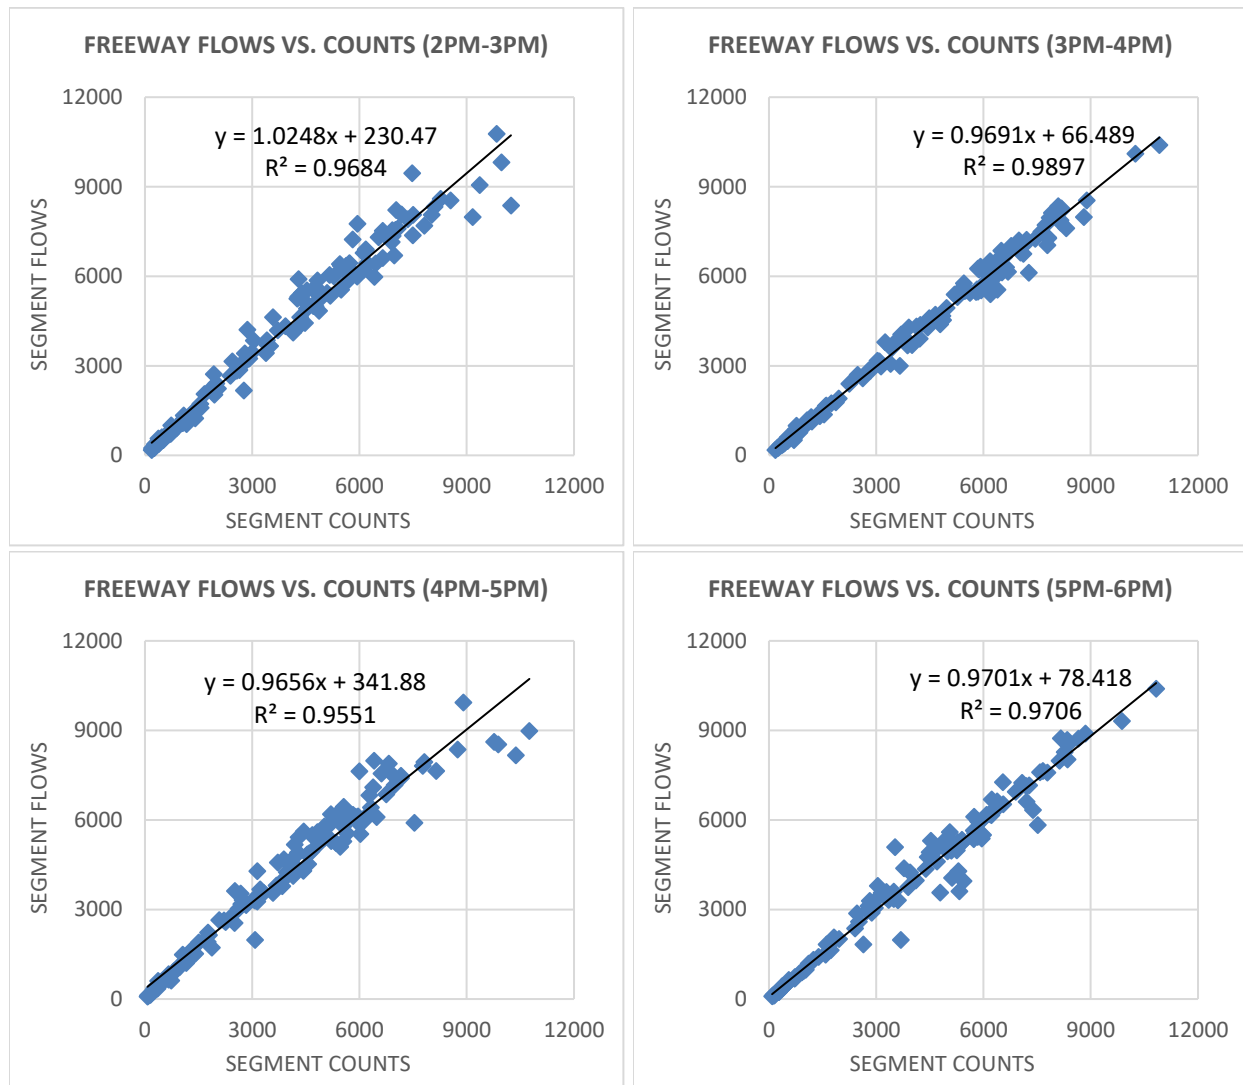 FREEWAY FLOWS VS. COUNTS (2PM-3PM)
12000
9000
6000
3000
0
SEGMENT FLOWS
y = 1.0248x + 230.47
R² = 0.9684
0 3000 6000 9000 12000
SEGMENT COUNTS
FREEWAY FLOWS VS. COUNTS (3PM-4PM)
12000
9000
6000
3000
0
SEGMENT FLOWS
y = 0.9691x + 66.489
R² = 0.9897
0 3000 6000 9000 12000
SEGMENT COUNTS
FREEWAY FLOWS VS. COUNTS (4PM-5PM)
12000
9000
6000
3000
0
SEGMENT FLOWS
y = 0.9656x + 341.88
R² = 0.9551
0 3000 6000 9000 12000
SEGMENT COUNTS
FREEWAY FLOWS VS. COUNTS (5PM-6PM)
12000
9000
6000
3000
0
SEGMENT FLOWS
y = 0.9701x + 78.418
R² = 0.9706
0 3000 6000 9000 12000
SEGMENT COUNTS